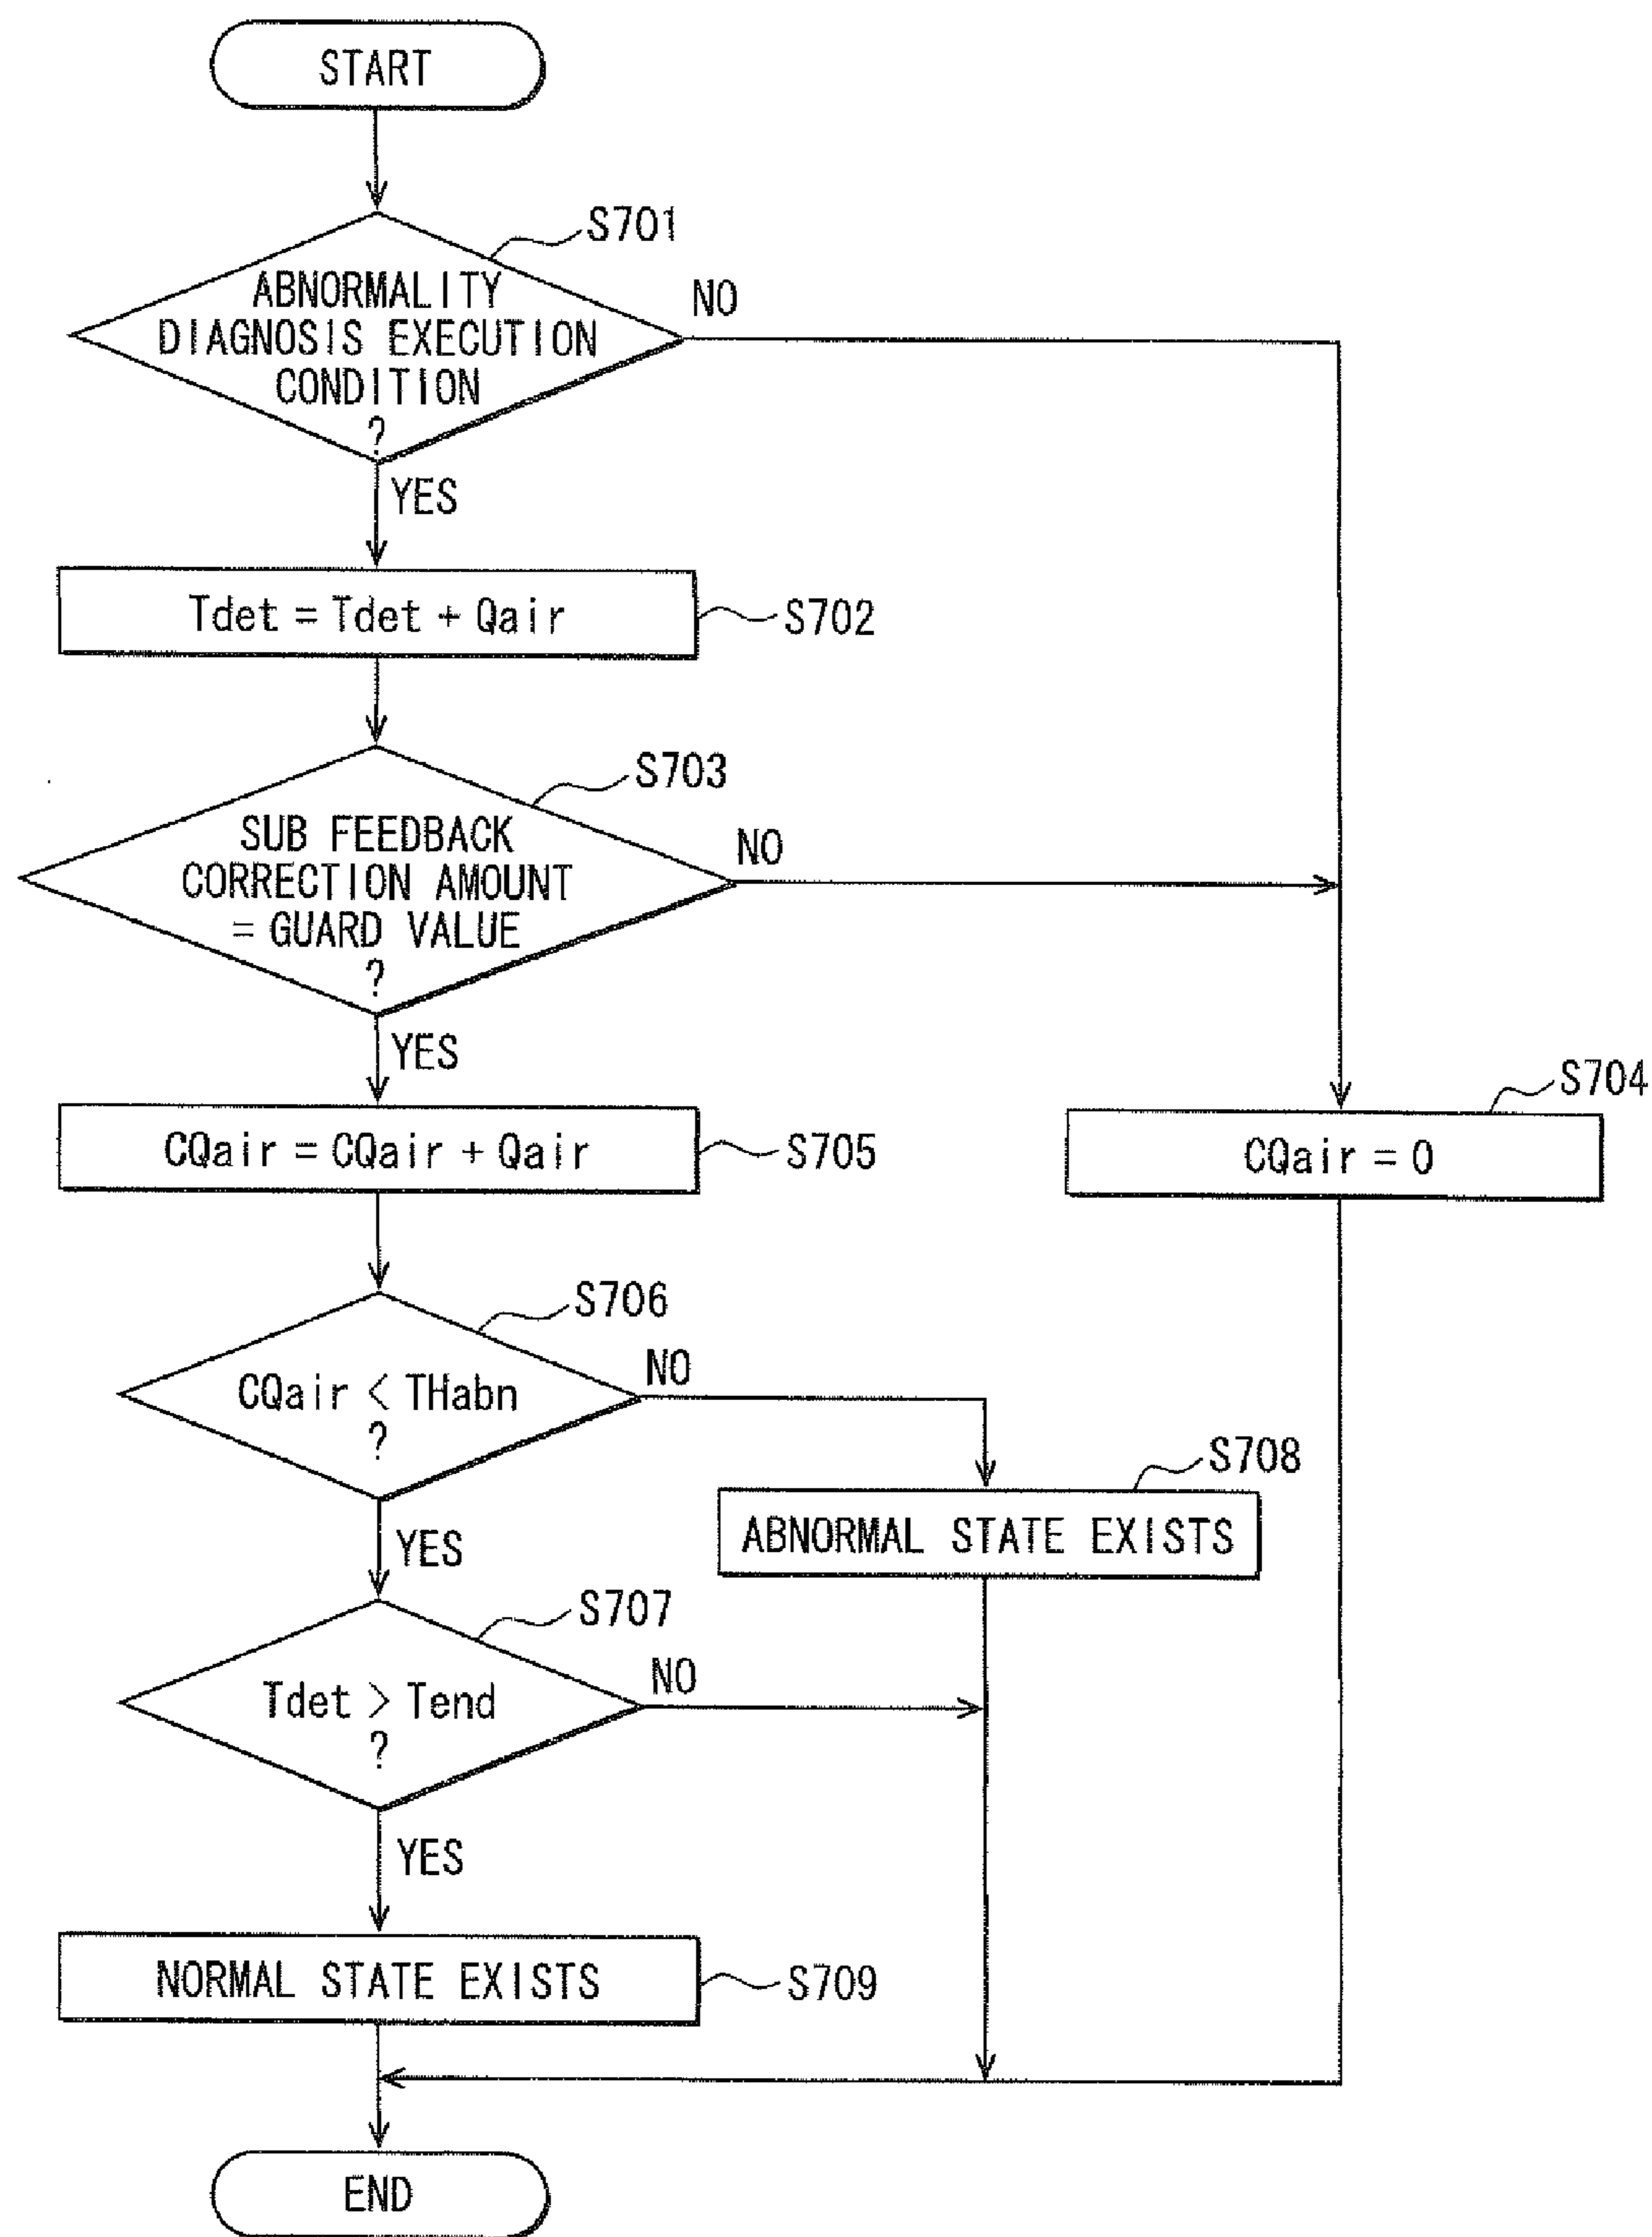 START
S701
ABNORMALITY
DIAGNOSIS EXECUTION
CONDITION
?
NO
YES
Tdet = Tdet + Qair
S702
S703
SUB FEEDBACK
CORRECTION AMOUNT
= GUARD VALUE
?
NO
YES
S704
CQair = 0
CQair = CQair + Qair
S705
S706
CQair < THabn
?
NO
YES
S708
ABNORMAL STATE EXISTS
S707
Tdet > Tend
?
NO
YES
NORMAL STATE EXISTS
S709
END